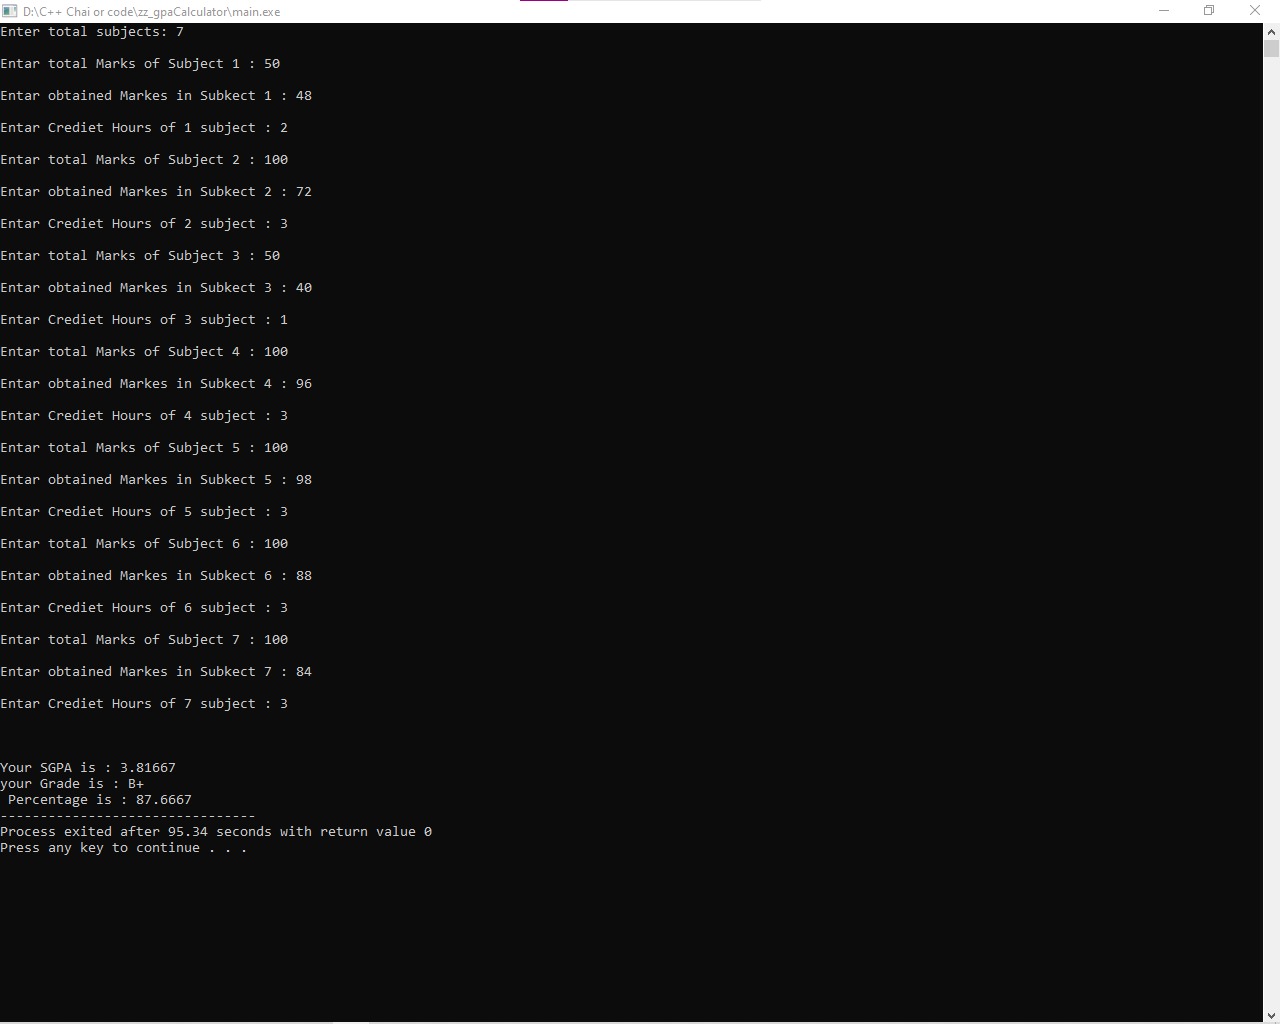 D:\C++ Chai or code\zz_gpaCalculator\main.exe
Enter total subjects: 7
Entar total Marks of Subject 1 : 50
Entar obtained Markes in Subkect 1 : 48
Entar Crediet Hours of 1 subject : 2
Entar total Marks of Subject 2 : 100
Entar obtained Markes in Subkect 2 : 72
Entar Crediet Hours of 2 subject : 3
Entar total Marks of Subject 3 : 50
Entar obtained Markes in Subkect 3 : 40
Entar Crediet Hours of 3 subject : 1
Entar total Marks of Subject 4 : 100
Entar obtained Markes in Subkect 4 : 96
Entar Crediet Hours of 4 subject : 3
Entar total Marks of Subject 5 : 100
Entar obtained Markes in Subkect 5 : 98
Entar Crediet Hours of 5 subject : 3
Entar total Marks of Subject 6 : 100
Entar obtained Markes in Subkect 6 : 88
Entar Crediet Hours of 6 subject : 3
Entar total Marks of Subject 7 : 100
Entar obtained Markes in Subkect 7 : 84
Entar Crediet Hours of 7 subject : 3
Your SGPA is : 3.81667
your Grade is : B+
 Percentage is : 87.6667
--------------------------------
Process exited after 95.34 seconds with return value 0
Press any key to continue . . .